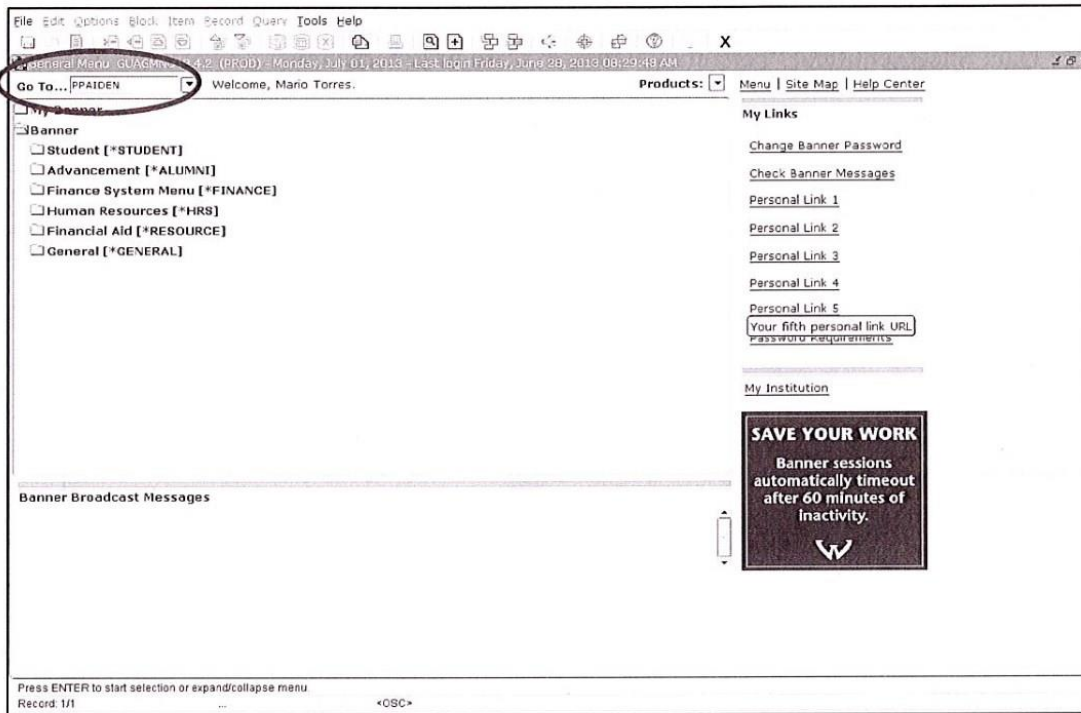 File Edit Options Block Item Record Query Tools Help
X
General Menu GUAGMNU 8.4.2 (PROD) - Monday, July 01, 2013 - Last login Friday, June 28, 2013 08:29:48 AM
Go To... PPAIDEN Welcome, Mario Torres. Products: Menu | Site Map | Help Center
My Banner
Banner
Student [*STUDENT]
Advancement [*ALUMNI]
Finance System Menu [*FINANCE]
Human Resources [*HRS]
Financial Aid [*RESOURCE]
General [*GENERAL]
My Links
Change Banner Password
Check Banner Messages
Personal Link 1
Personal Link 2
Personal Link 3
Personal Link 4
Personal Link 5
Your fifth personal link URL
Password Requirements
My Institution
SAVE YOUR WORK
Banner sessions
automatically timeout
after 60 minutes of
inactivity.
W
Banner Broadcast Messages
Press ENTER to start selection or expand/collapse menu
Record: 1/1 ... <OSC>